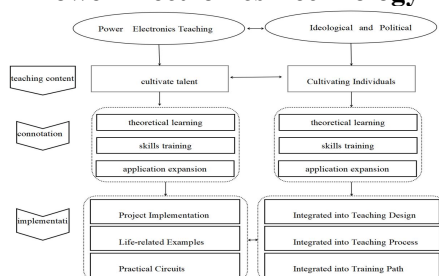 Power Electronics Teaching
Ideological and Political
teaching content
cultivate talent
Cultivating Individuals
connotation
theoretical learning
theoretical learning
skills training
skills training
application expansion
application expansion
implementati
Project Implementation
Integrated into Teaching Design
Life-related Examples
Integrated into Teaching Process
Practical Circuits
Integrated into Training Path